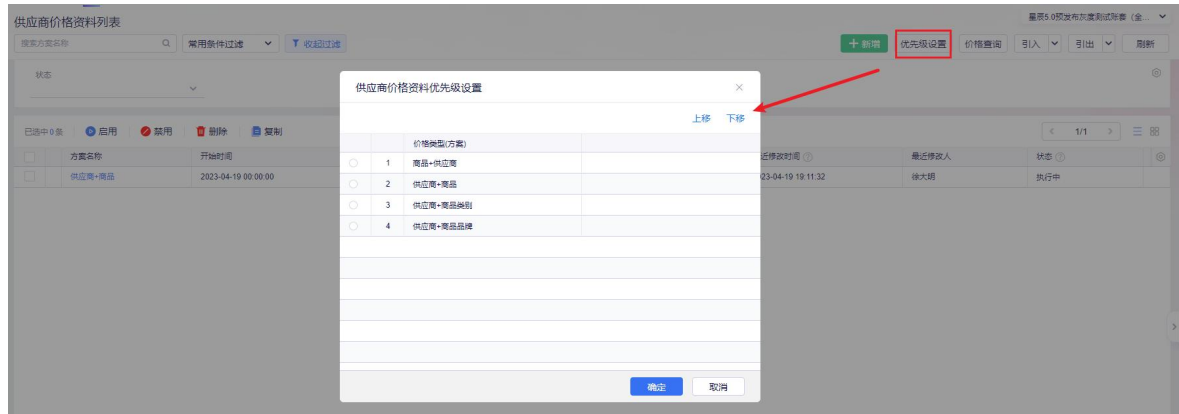 供应商价格资料列表
星辰5.0预发布灰度测试账套（全...
搜索方案名称 常用条件过滤 收起过滤 新增 优先级设置 价格查询 引入 引出 刷新
状态
供应商价格资料优先级设置
上移 下移
已选中0条 启用 禁用 删除 复制 1/1
价格类型(方案)
方案名称 开始时间 近修改时间 最近修改人 状态
1 商品+供应商
供应商+商品 2023-04-19 00:00:00 23-04-19 19:11:32 徐大明 执行中
2 供应商+商品
3 供应商+商品类别
4 供应商+商品品牌
确定 取消